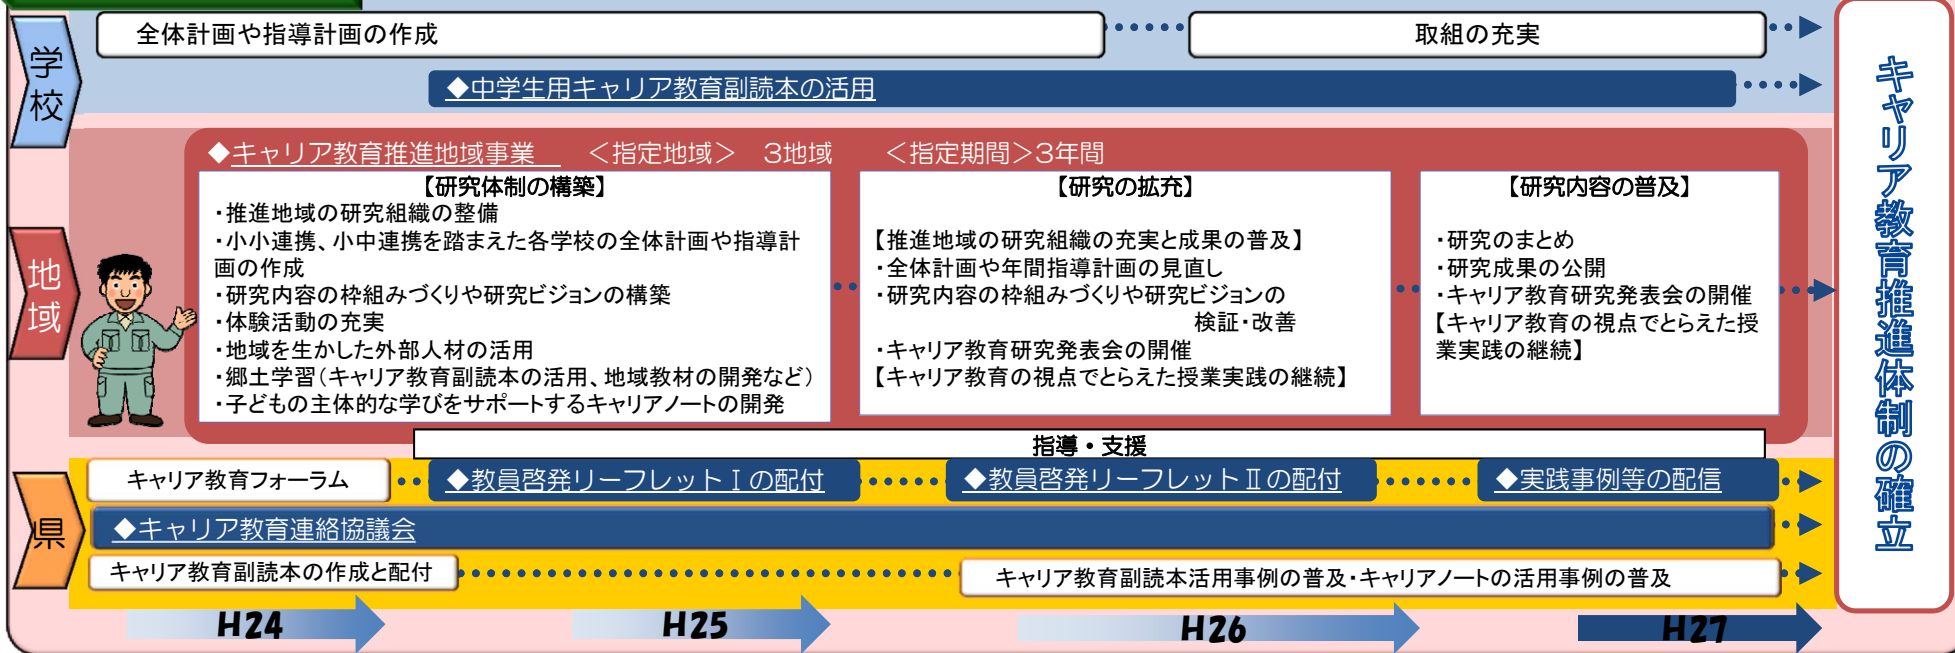 学校
全体計画や指導計画の作成
取組の充実
◆中学生用キャリア教育副読本の活用
地域
◆キャリア教育推進地域事業　＜指定地域＞　3地域　＜指定期間＞3年間
【研究体制の構築】
・推進地域の研究組織の整備
・小小連携、小中連携を踏まえた各学校の全体計画や指導計
画の作成
・研究内容の枠組みづくりや研究ビジョンの構築
・体験活動の充実
・地域を生かした外部人材の活用
・郷土学習（キャリア教育副読本の活用、地域教材の開発など）
・子どもの主体的な学びをサポートするキャリアノートの開発
【研究の拡充】
【推進地域の研究組織の充実と成果の普及】
・全体計画や年間指導計画の見直し
・研究内容の枠組みづくりや研究ビジョンの
検証・改善
・キャリア教育研究発表会の開催
【キャリア教育の視点でとらえた授業実践の継続】
【研究内容の普及】
・研究のまとめ
・研究成果の公開
・キャリア教育研究発表会の開催
【キャリア教育の視点でとらえた授
業実践の継続】
指導・支援
県
キャリア教育フォーラム
◆教員啓発リーフレットⅠの配付
◆教員啓発リーフレットⅡの配付
◆実践事例等の配信
◆キャリア教育連絡協議会
キャリア教育副読本の作成と配付
キャリア教育副読本活用事例の普及・キャリアノートの活用事例の普及
H24
H25
H26
H27
キャリア教育推進体制の確立